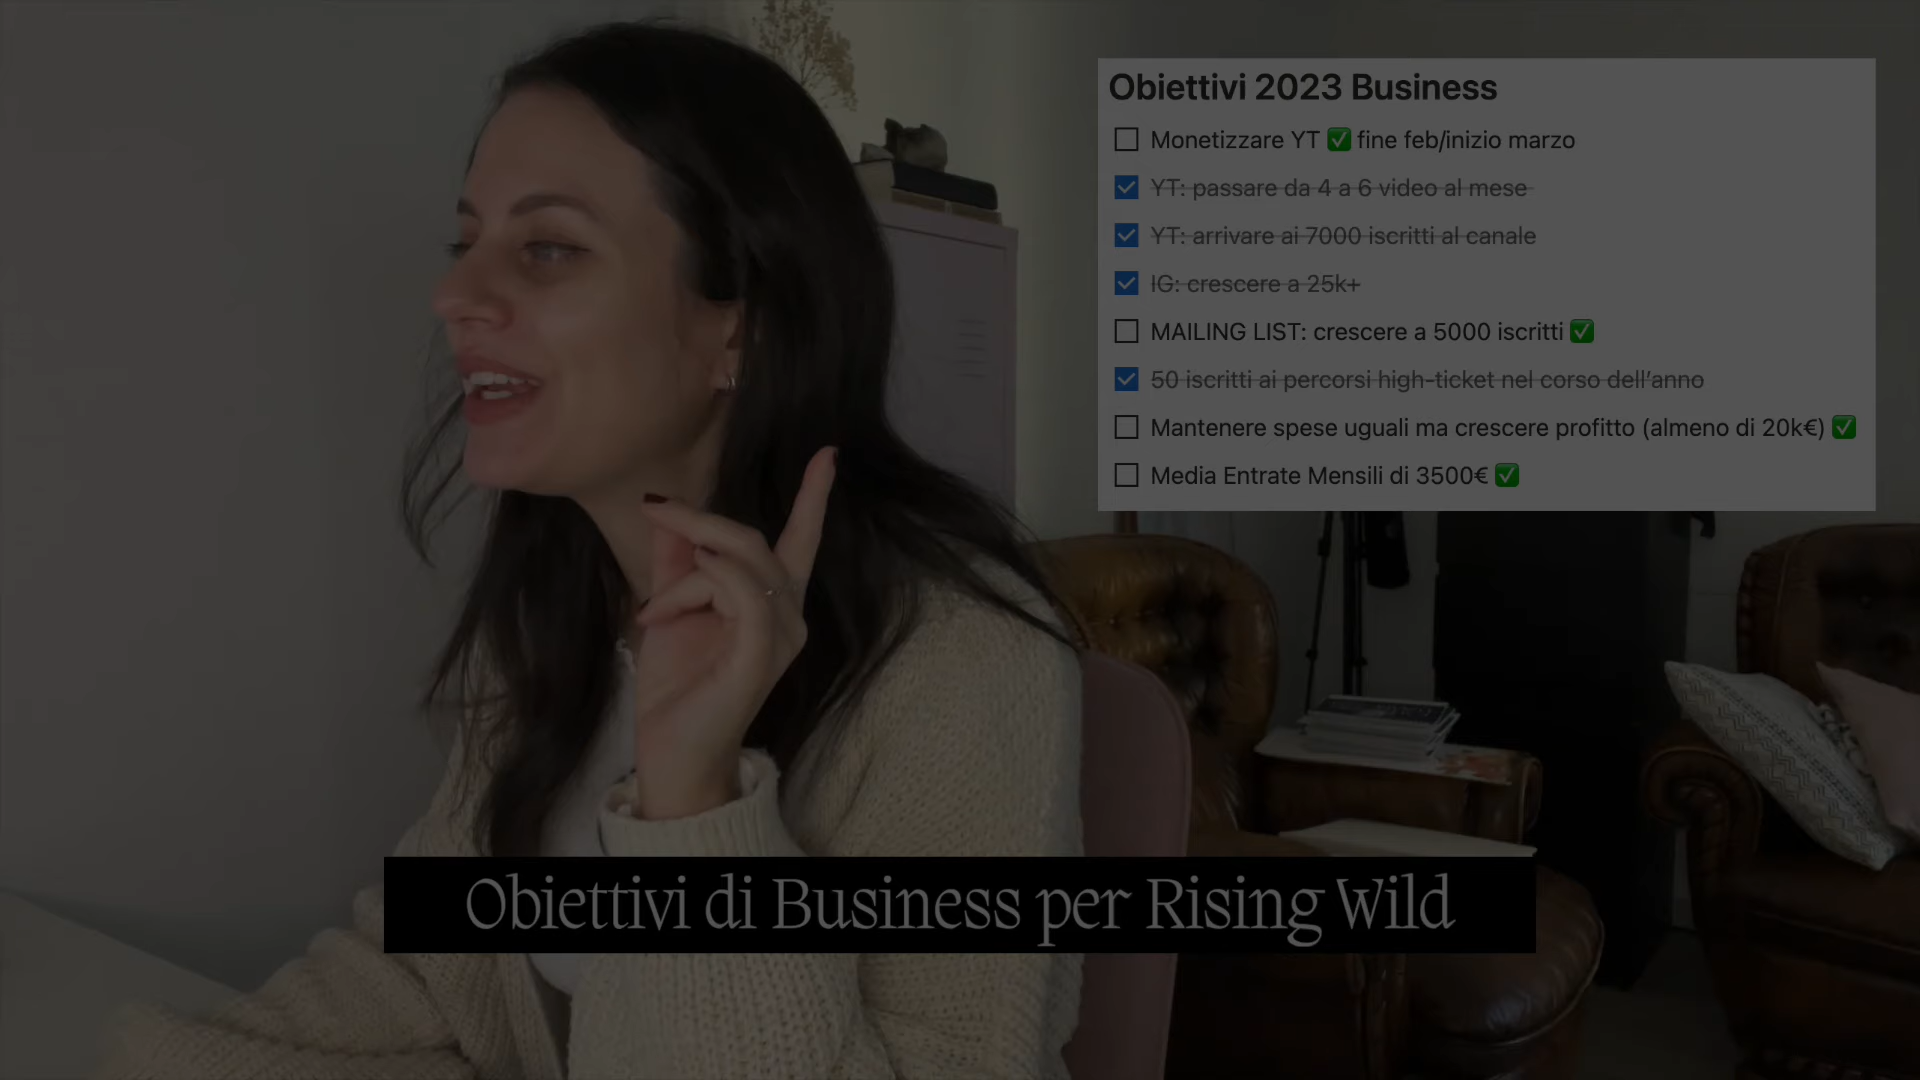 Obiettivi 2023 Business
Monetizzare YT ✅ fine feb/inizio marzo
YT: passare da 4 a 6 video al mese
YT: arrivare ai 7000 iscritti al canale
IG: crescere a 25k+
MAILING LIST: crescere a 5000 iscritti ✅
50 iscritti ai percorsi high-ticket nel corso dell’anno
Mantenere spese uguali ma crescere profitto (almeno di 20k€) ✅
Media Entrate Mensili di 3500€ ✅
Obiettivi di Business per Rising Wild